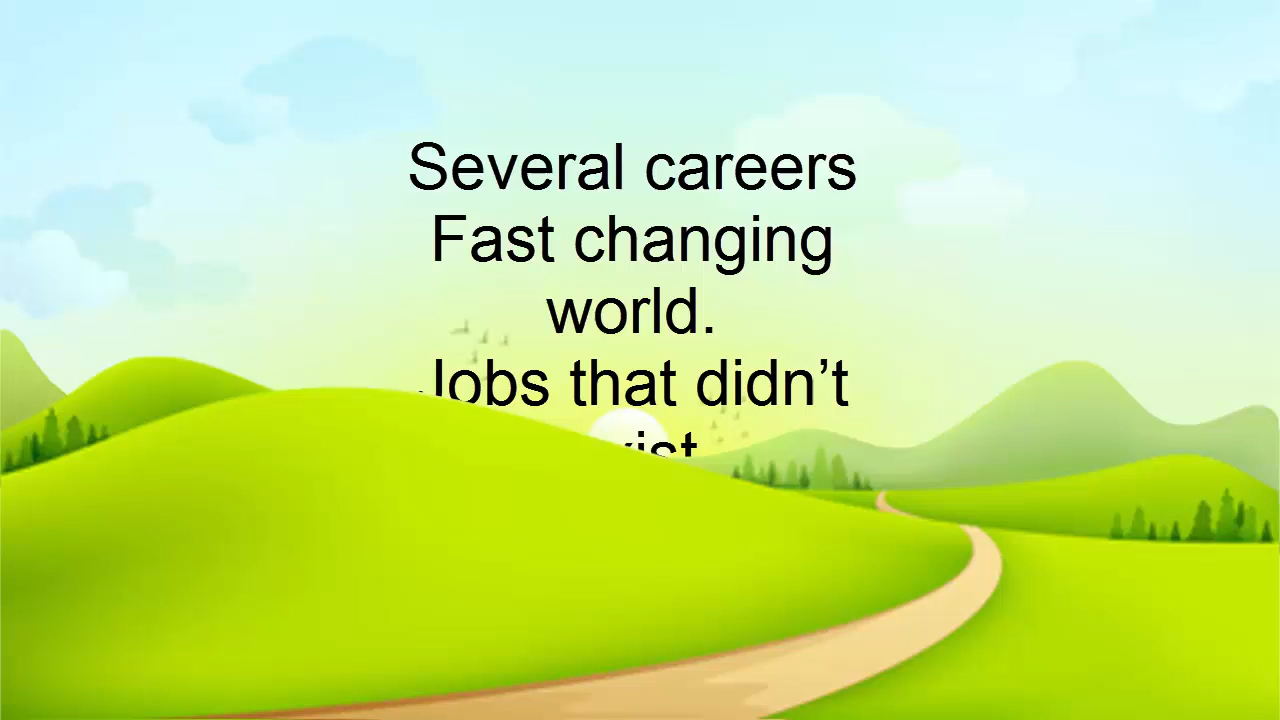 Several careers
Fast changing
world.
Jobs that didn’t